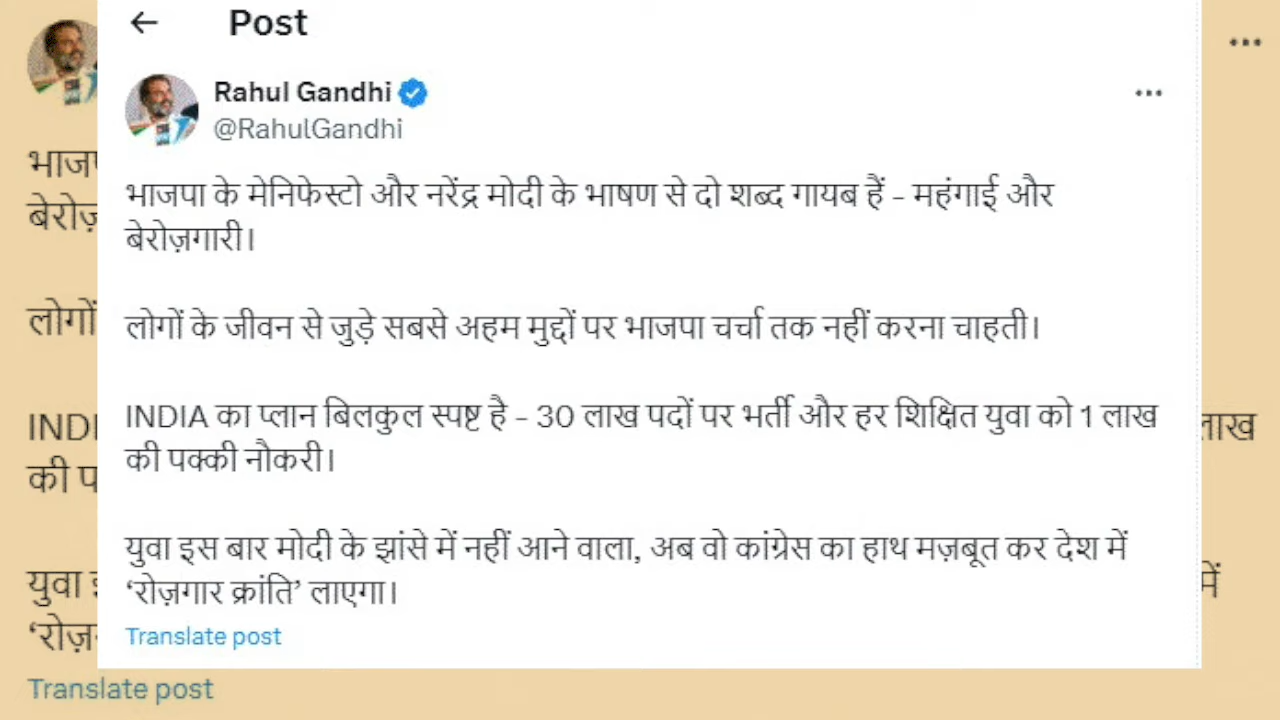 Post
Rahul Gandhi
@RahulGandhi
भाजपा के मेनिफेस्टो और नरेंद्र मोदी के भाषण से दो शब्द गायब हैं - महंगाई और
बेरोज़गारी।
लोगों के जीवन से जुड़े सबसे अहम मुद्दों पर भाजपा चर्चा तक नहीं करना चाहती।
INDIA का प्लान बिलकुल स्पष्ट है - 30 लाख पदों पर भर्ती और हर शिक्षित युवा को 1 लाख
की पक्की नौकरी।
युवा इस बार मोदी के झांसे में नहीं आने वाला, अब वो कांग्रेस का हाथ मज़बूत कर देश में
‘रोज़गार क्रांति’ लाएगा।
Translate post
लोगों
लाख
की
युवा
में
Translate post